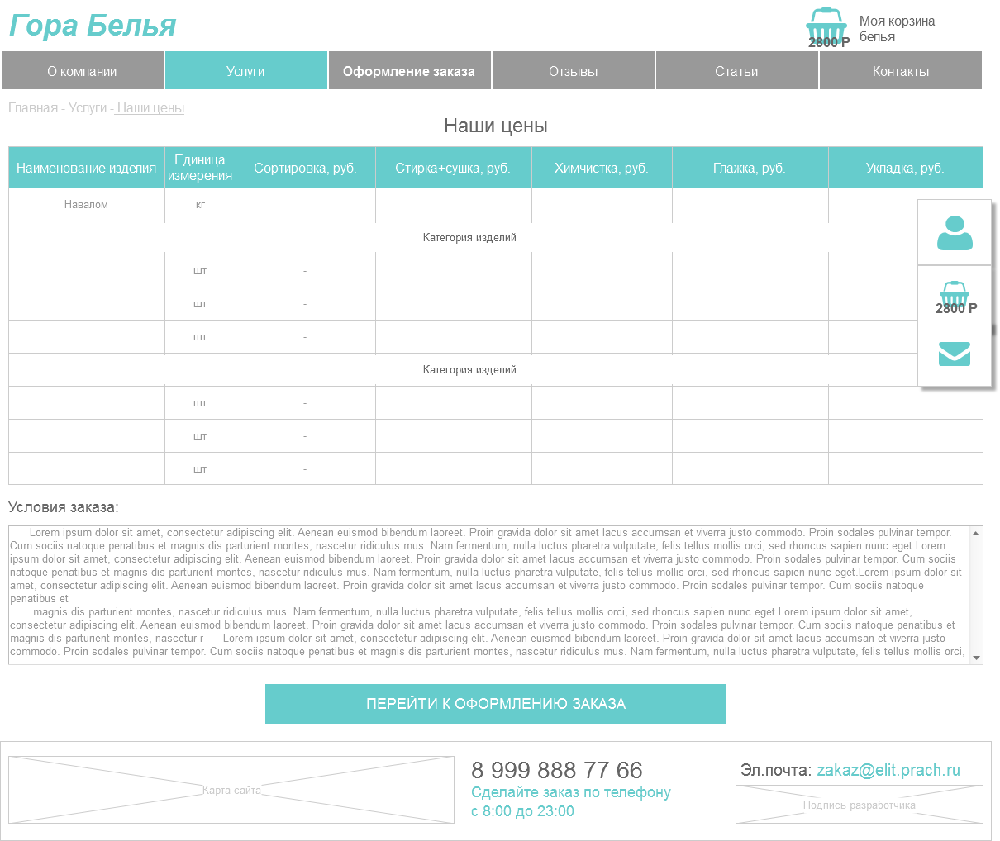 Гора Белья
Моя корзина
белья
2800 Р
О компании
Услуги
Оформление заказа
Отзывы
Статьи
Контакты
Главная - Услуги - Наши цены
Наши цены
Наименование изделия
Единица
измерения
Сортировка, руб.
Стирка+сушка, руб.
Химчистка, руб.
Глажка, руб.
Укладка, руб.
Навалом
кг
Категория изделий
шт
-
шт
-
2800 Р
шт
-
Категория изделий
шт
-
шт
-
шт
-
Условия заказа:
Lorem ipsum dolor sit amet, consectetur adipiscing elit. Aenean euismod bibendum laoreet. Proin gravida dolor sit amet lacus accumsan et viverra justo commodo. Proin sodales pulvinar tempor.
Cum sociis natoque penatibus et magnis dis parturient montes, nascetur ridiculus mus. Nam fermentum, nulla luctus pharetra vulputate, felis tellus mollis orci, sed rhoncus sapien nunc eget.Lorem
ipsum dolor sit amet, consectetur adipiscing elit. Aenean euismod bibendum laoreet. Proin gravida dolor sit amet lacus accumsan et viverra justo commodo. Proin sodales pulvinar tempor. Cum sociis
natoque penatibus et magnis dis parturient montes, nascetur ridiculus mus. Nam fermentum, nulla luctus pharetra vulputate, felis tellus mollis orci, sed rhoncus sapien nunc eget.Lorem ipsum dolor sit
amet, consectetur adipiscing elit. Aenean euismod bibendum laoreet. Proin gravida dolor sit amet lacus accumsan et viverra justo commodo. Proin sodales pulvinar tempor. Cum sociis natoque
penatibus et
magnis dis parturient montes, nascetur ridiculus mus. Nam fermentum, nulla luctus pharetra vulputate, felis tellus mollis orci, sed rhoncus sapien nunc eget.Lorem ipsum dolor sit amet,
consectetur adipiscing elit. Aenean euismod bibendum laoreet. Proin gravida dolor sit amet lacus accumsan et viverra justo commodo. Proin sodales pulvinar tempor. Cum sociis natoque penatibus et
magnis dis parturient montes, nascetur r Lorem ipsum dolor sit amet, consectetur adipiscing elit. Aenean euismod bibendum laoreet. Proin gravida dolor sit amet lacus accumsan et viverra justo
commodo. Proin sodales pulvinar tempor. Cum sociis natoque penatibus et magnis dis parturient montes, nascetur ridiculus mus. Nam fermentum, nulla luctus pharetra vulputate, felis tellus mollis orci,
ПЕРЕЙТИ К ОФОРМЛЕНИЮ ЗАКАЗА
Карта сайта
8 999 888 77 66
Сделайте заказ по телефону
с 8:00 до 23:00
Эл.почта: zakaz@elit.prach.ru
Подпись разработчика